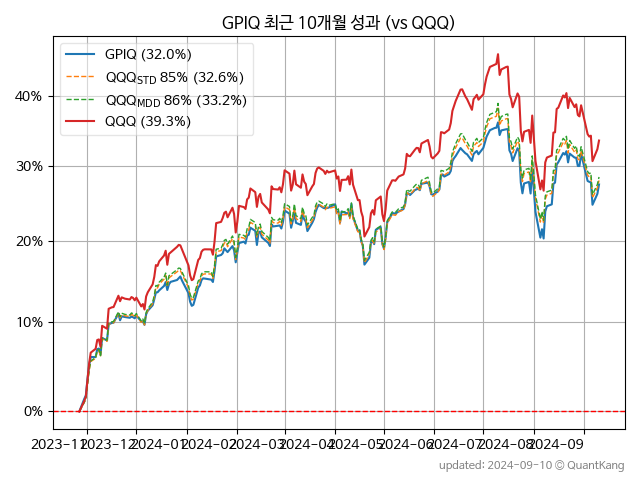 GPIQ 최근 10개월 성과 (vs QQQ)
GPIQ (32.0%)
QQQSTD 85% (32.6%)
QQQMDD 86% (33.2%)
QQQ (39.3%)
40%
30%
20%
10%
0%
2023-11 2023-12 2024-01 2024-02 2024-03 2024-04 2024-05 2024-06 2024-07 2024-08 2024-09
updated: 2024-09-10 © QuantKang